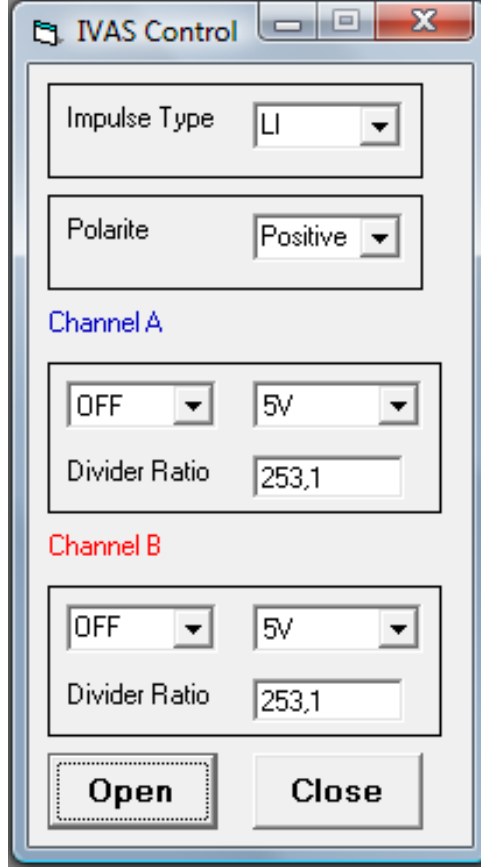 IVAS Control
Impulse Type LI
Polarite Positive
Channel A
OFF 5V
Divider Ratio 253,1
Channel B
OFF 5V
Divider Ratio 253,1
Open Close